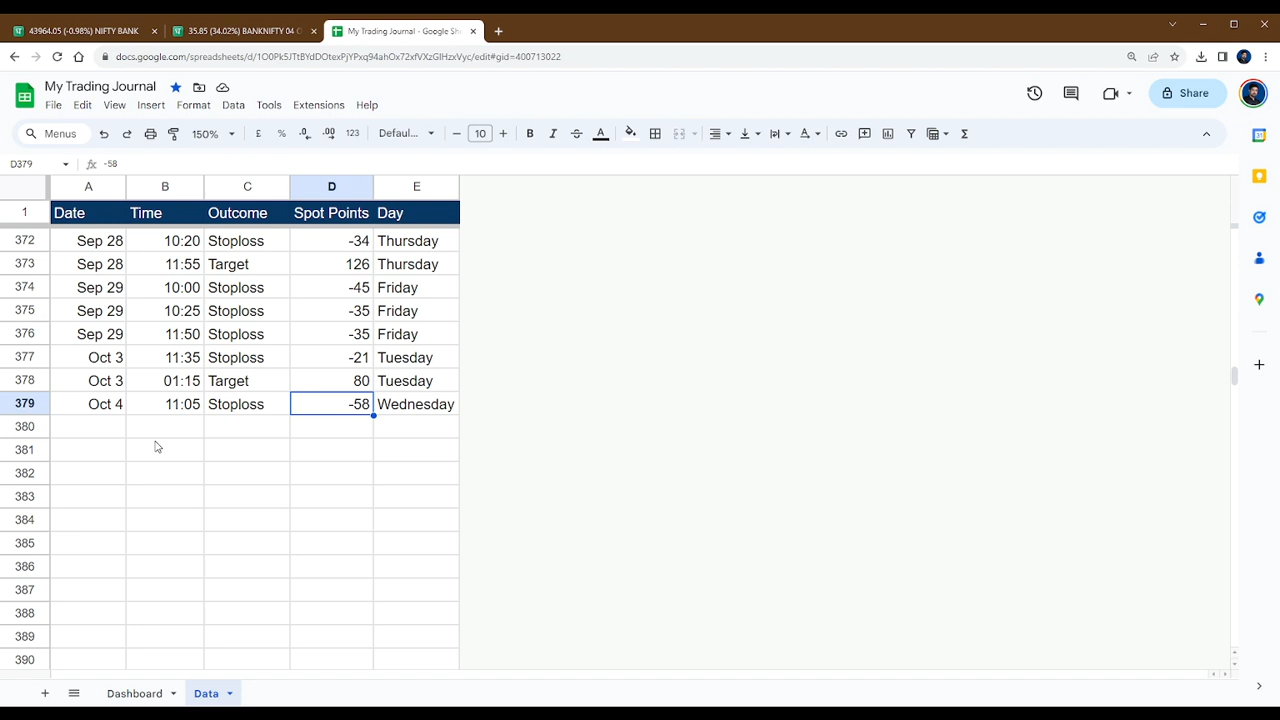 43964.05 (-0.98%) NIFTY BANK
35.85 (34.02%) BANKNIFTY 04 O
My Trading Journal - Google She
docs.google.com/spreadsheets/d/
My Trading Journal
Share
File Edit View Insert Format Data Tools Extensions Help
Menus 150% £ % .0 .00 123 Defaul... 10 B I A
D379 fx -58
A B C D E
1 Date Time Outcome Spot Points Day
372 Sep 28 10:20 Stoploss -34 Thursday
373 Sep 28 11:55 Target 126 Thursday
374 Sep 29 10:00 Stoploss -45 Friday
375 Sep 29 10:25 Stoploss -35 Friday
376 Sep 29 11:50 Stoploss -35 Friday
377 Oct 3 11:35 Stoploss -21 Tuesday
378 Oct 3 01:15 Target 80 Tuesday
379 Oct 4 11:05 Stoploss -58 Wednesday
380
381
382
383
384
385
386
387
388
389
390
Dashboard Data